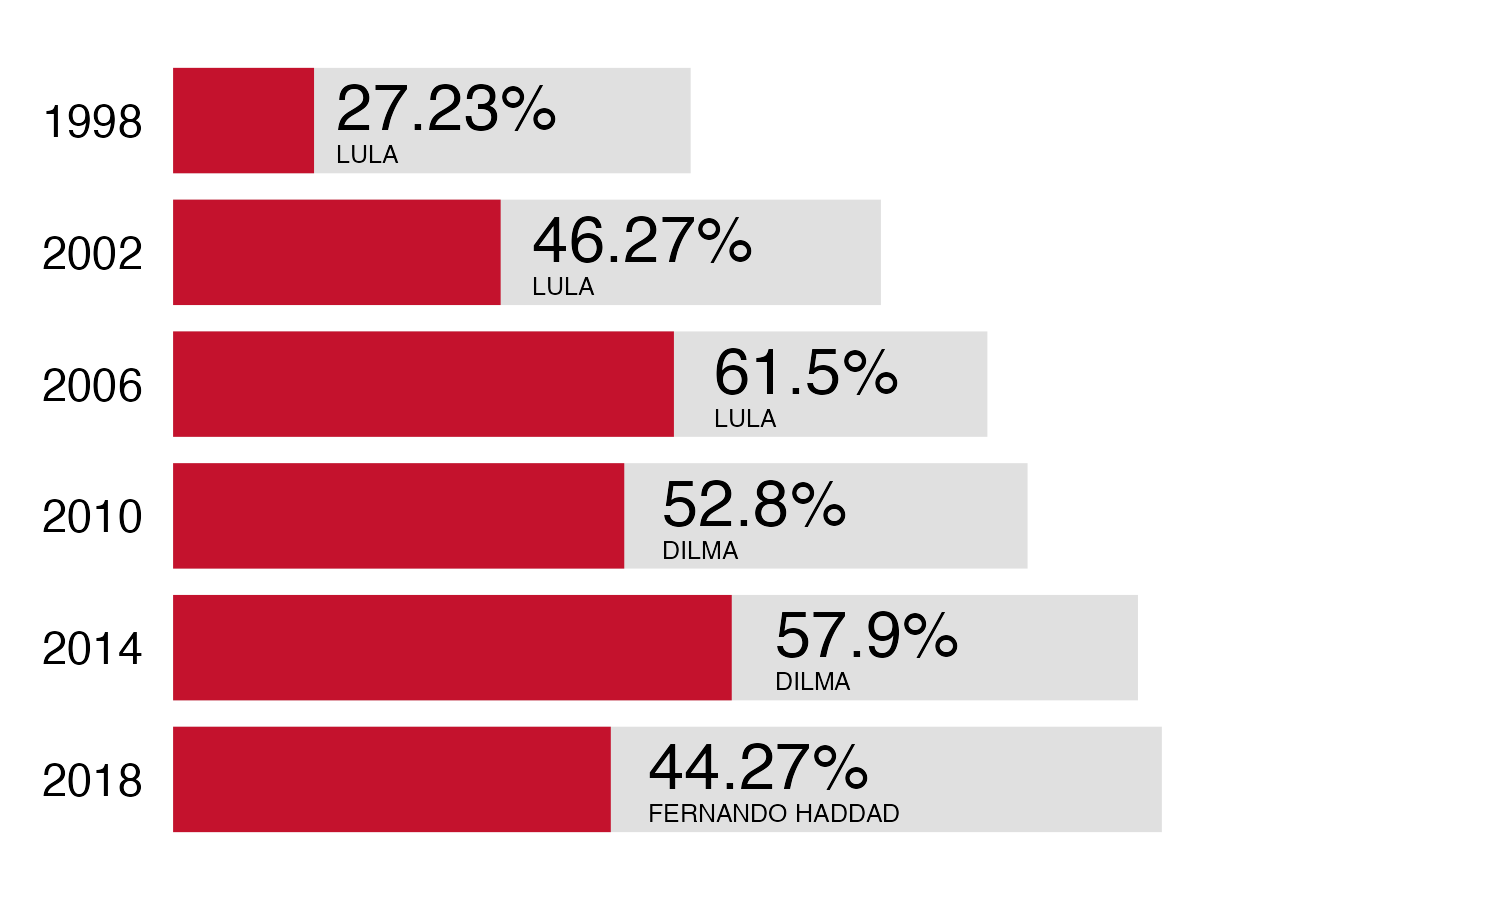 1998
27.23%
LULA
2002
46.27%
LULA
2006
61.5%
LULA
2010
52.8%
DILMA
2014
57.9%
DILMA
2018
44.27%
FERNANDO HADDAD